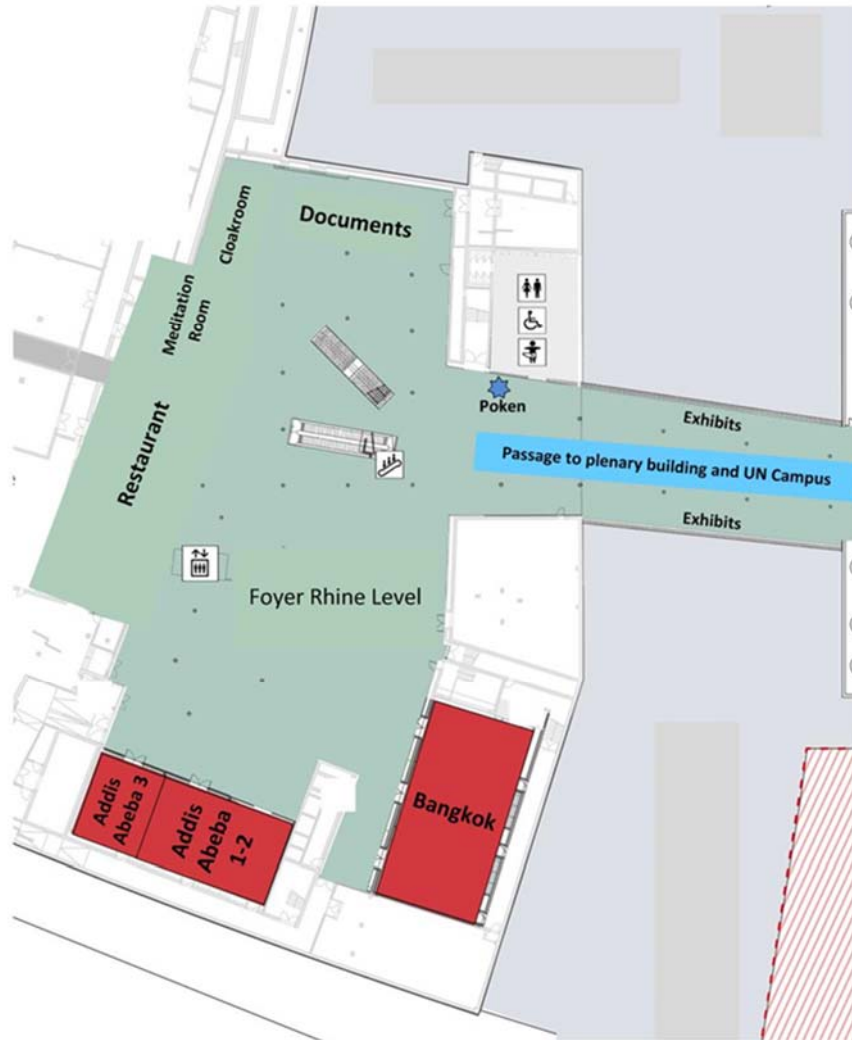 Documents
Cloakroom
Meditation
Room
Restaurant
Poken
Exhibits
Passage to plenary building and UN Campus
Exhibits
Foyer Rhine Level
Addis
Abeba 3
Addis
Abeba
1-2
Bangkok